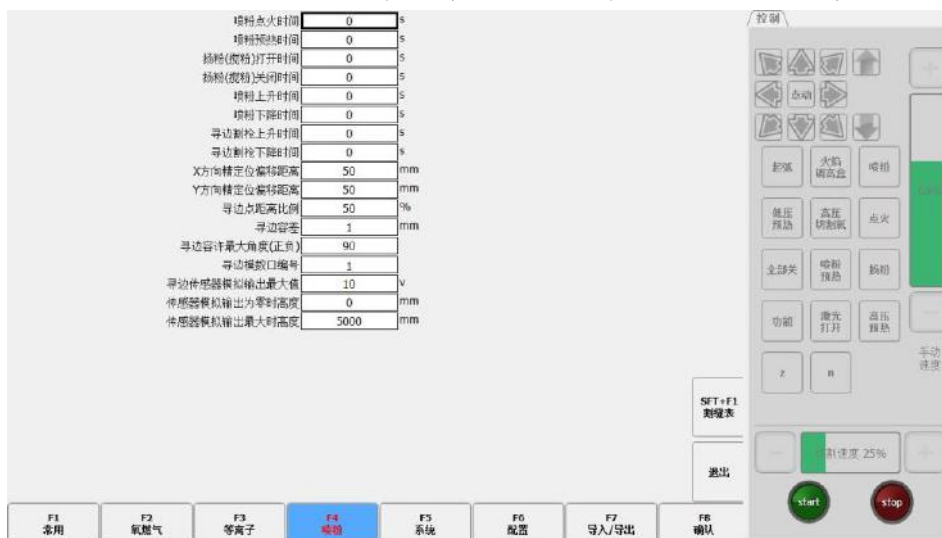 喷粉点火时间 0 s
喷粉预热时间 0 s
扬粉(搅粉)打开时间 0 s
扬粉(搅粉)关闭时间 0 s
喷粉上升时间 0 s
喷粉下降时间 0 s
寻边割枪上升时间 0 s
寻边割枪下降时间 0 s
X方向精定位偏移距离 50 mm
Y方向精定位偏移距离 50 mm
寻边点距离比例 50 %
寻边容差 1 mm
寻边容许最大角度(正负) 90
寻边模数口编号 1
寻边传感器模拟输出最大值 10 v
传感器模拟输出为零时高度 0 mm
传感器模拟输出最大时高度 5000 mm
SFT+F1
割缝表
退出
F1
常用
F2
氧燃气
F3
等离子
F4
喷粉
F5
系统
F6
配置
F7
导入/导出
F8
确认
控制
点动
起弧
火焰
调高盒
喷粉
低压
预热
高压
切割氧
点火
全部关
喷粉
预热
扬粉
功能
激光
打开
高压
预热
z
n
手动
速度
割速度 25%
start
stop